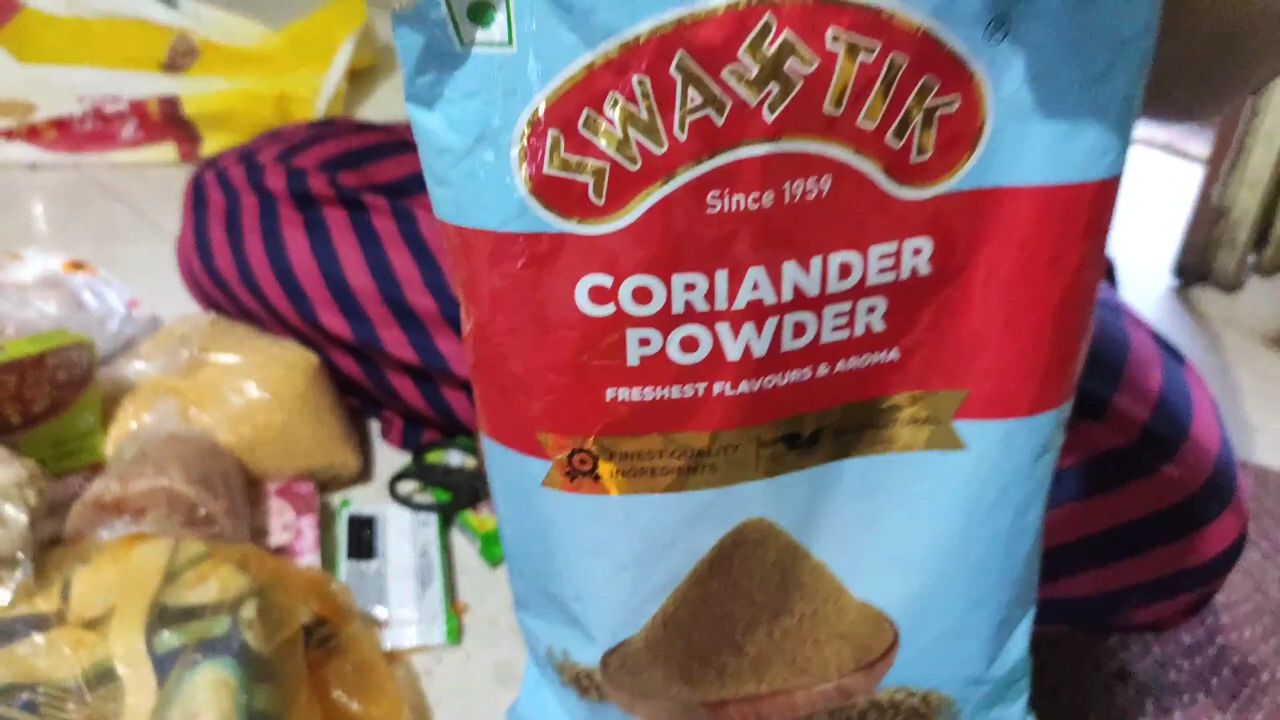 SWASTIK
Since 1959
CORIANDER
POWDER
FRESHEST FLAVOURS & AROMA
FINEST QUALITY
INGREDIENTS